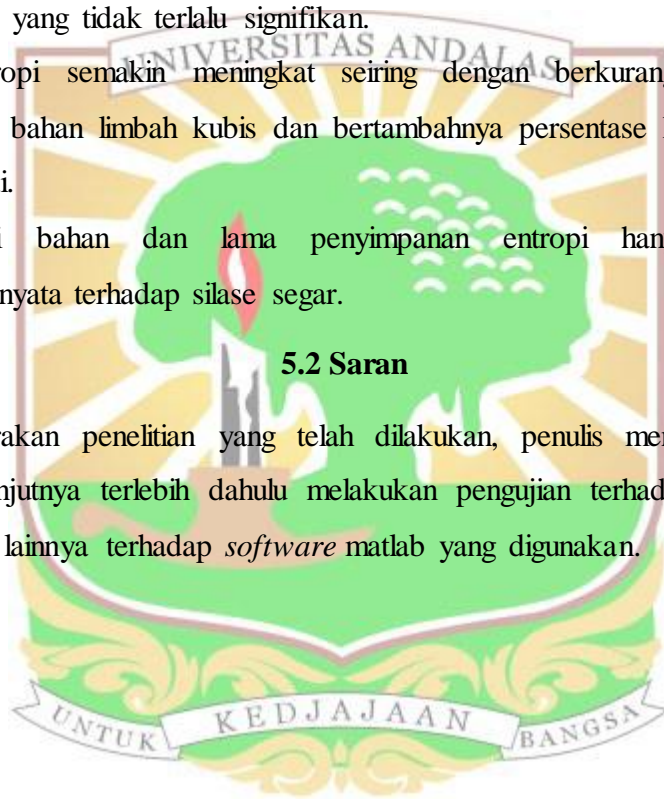 yang tidak terlalu signifikan.
UNIVERSITAS ANDALAS
ropi semakin meningkat seiring dengan berkurang
bahan limbah kubis dan bertambahnya persentase
i.
i bahan dan lama penyimpanan entropi han
nyata terhadap silase segar.
5.2 Saran
rakan penelitian yang telah dilakukan, penulis me
njutnya terlebih dahulu melakukan pengujian terhad
lainnya terhadap software matlab yang digunakan.
UNTUK KEDJAJAAN BANGSA